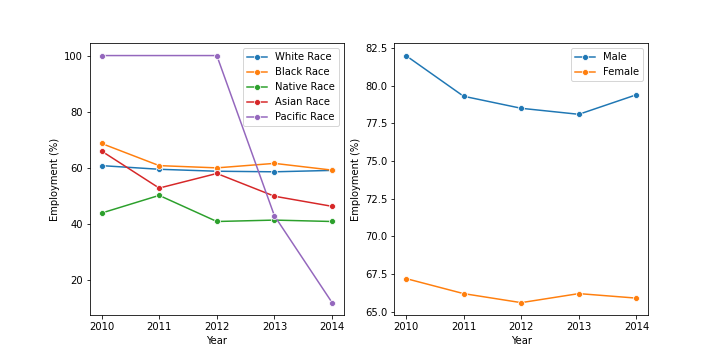 100
80
60
40
20
Employment (%)
2010 2011 2012 2013 2014
Year
White Race
Black Race
Native Race
Asian Race
Pacific Race
82.5
80.0
77.5
75.0
72.5
70.0
67.5
65.0
Employment (%)
2010 2011 2012 2013 2014
Year
Male
Female